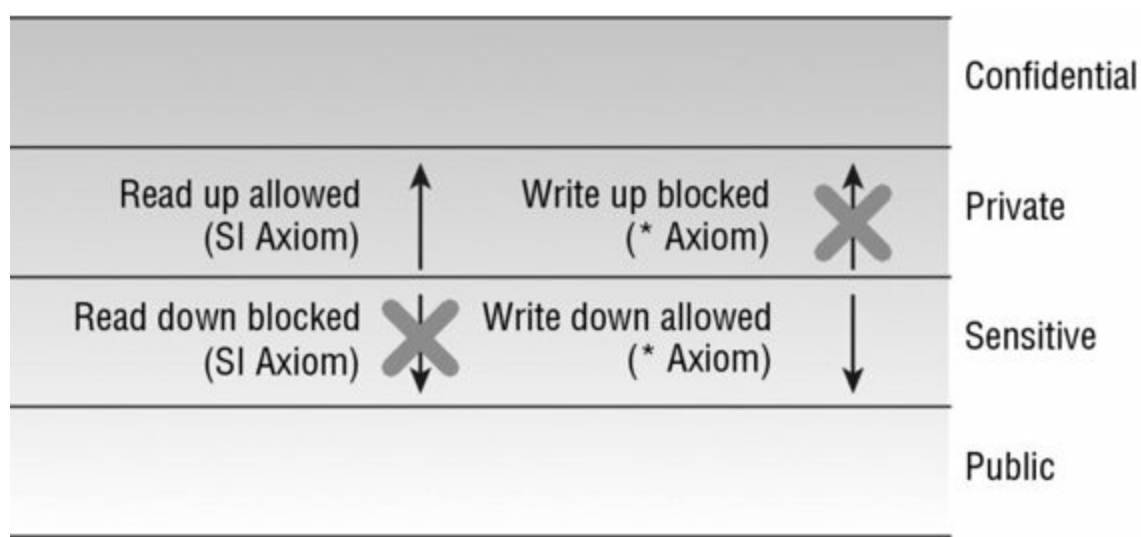 Confidential
Read up allowed
(SI Axiom)
Write up blocked
(* Axiom)
Private
Read down blocked
(SI Axiom)
Write down allowed
(* Axiom)
Sensitive
Public